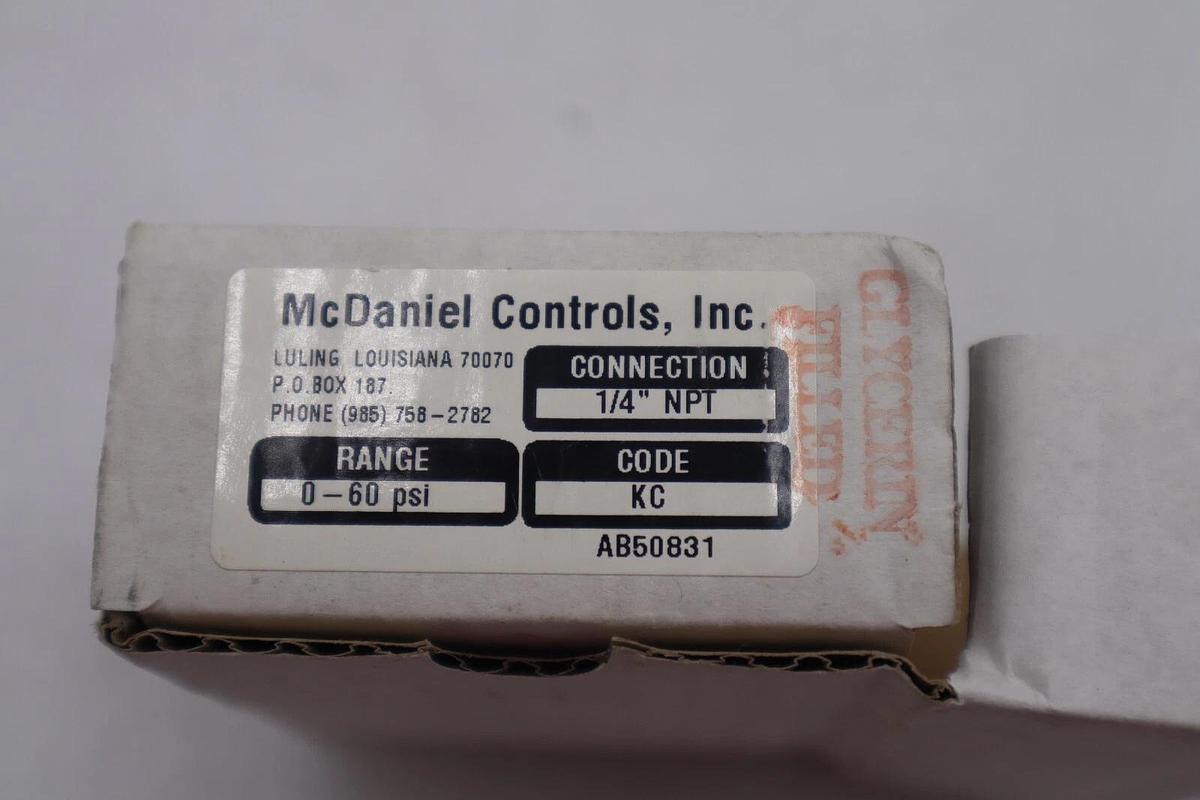 McDaniel Controls, Inc.
LULING LOUISIANA 70070
P.O.BOX 187.
PHONE (985) 758-2782
CONNECTION
1/4" NPT
RANGE
0-60 psi
CODE
KC
AB50831
GLYCERIN
FILLED